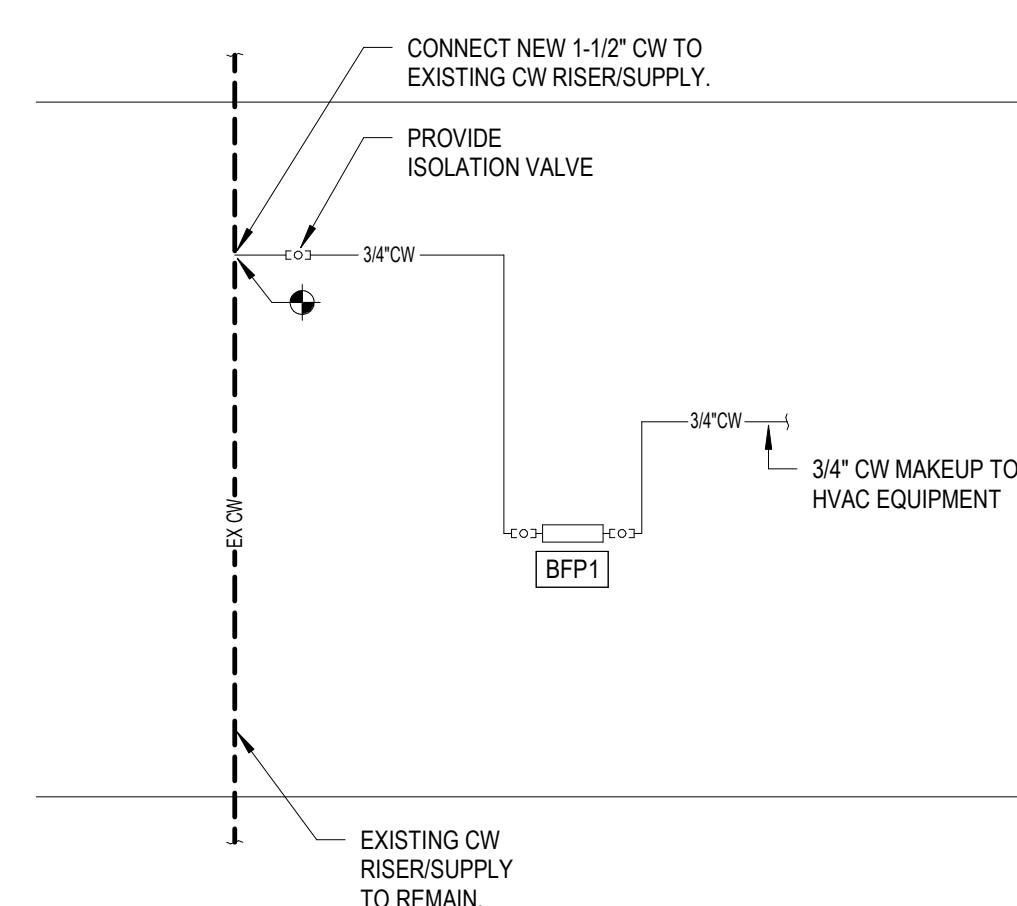 CONNECT NEW 1-1/2" CW TO
EXISTING CW RISER/SUPPLY.
PROVIDE
ISOLATION VALVE
3/4"CW
3/4"CW
3/4" CW MAKEUP TO
HVAC EQUIPMENT
EX CW
BFP1
EXISTING CW
RISER/SUPPLY
TO REMAIN.